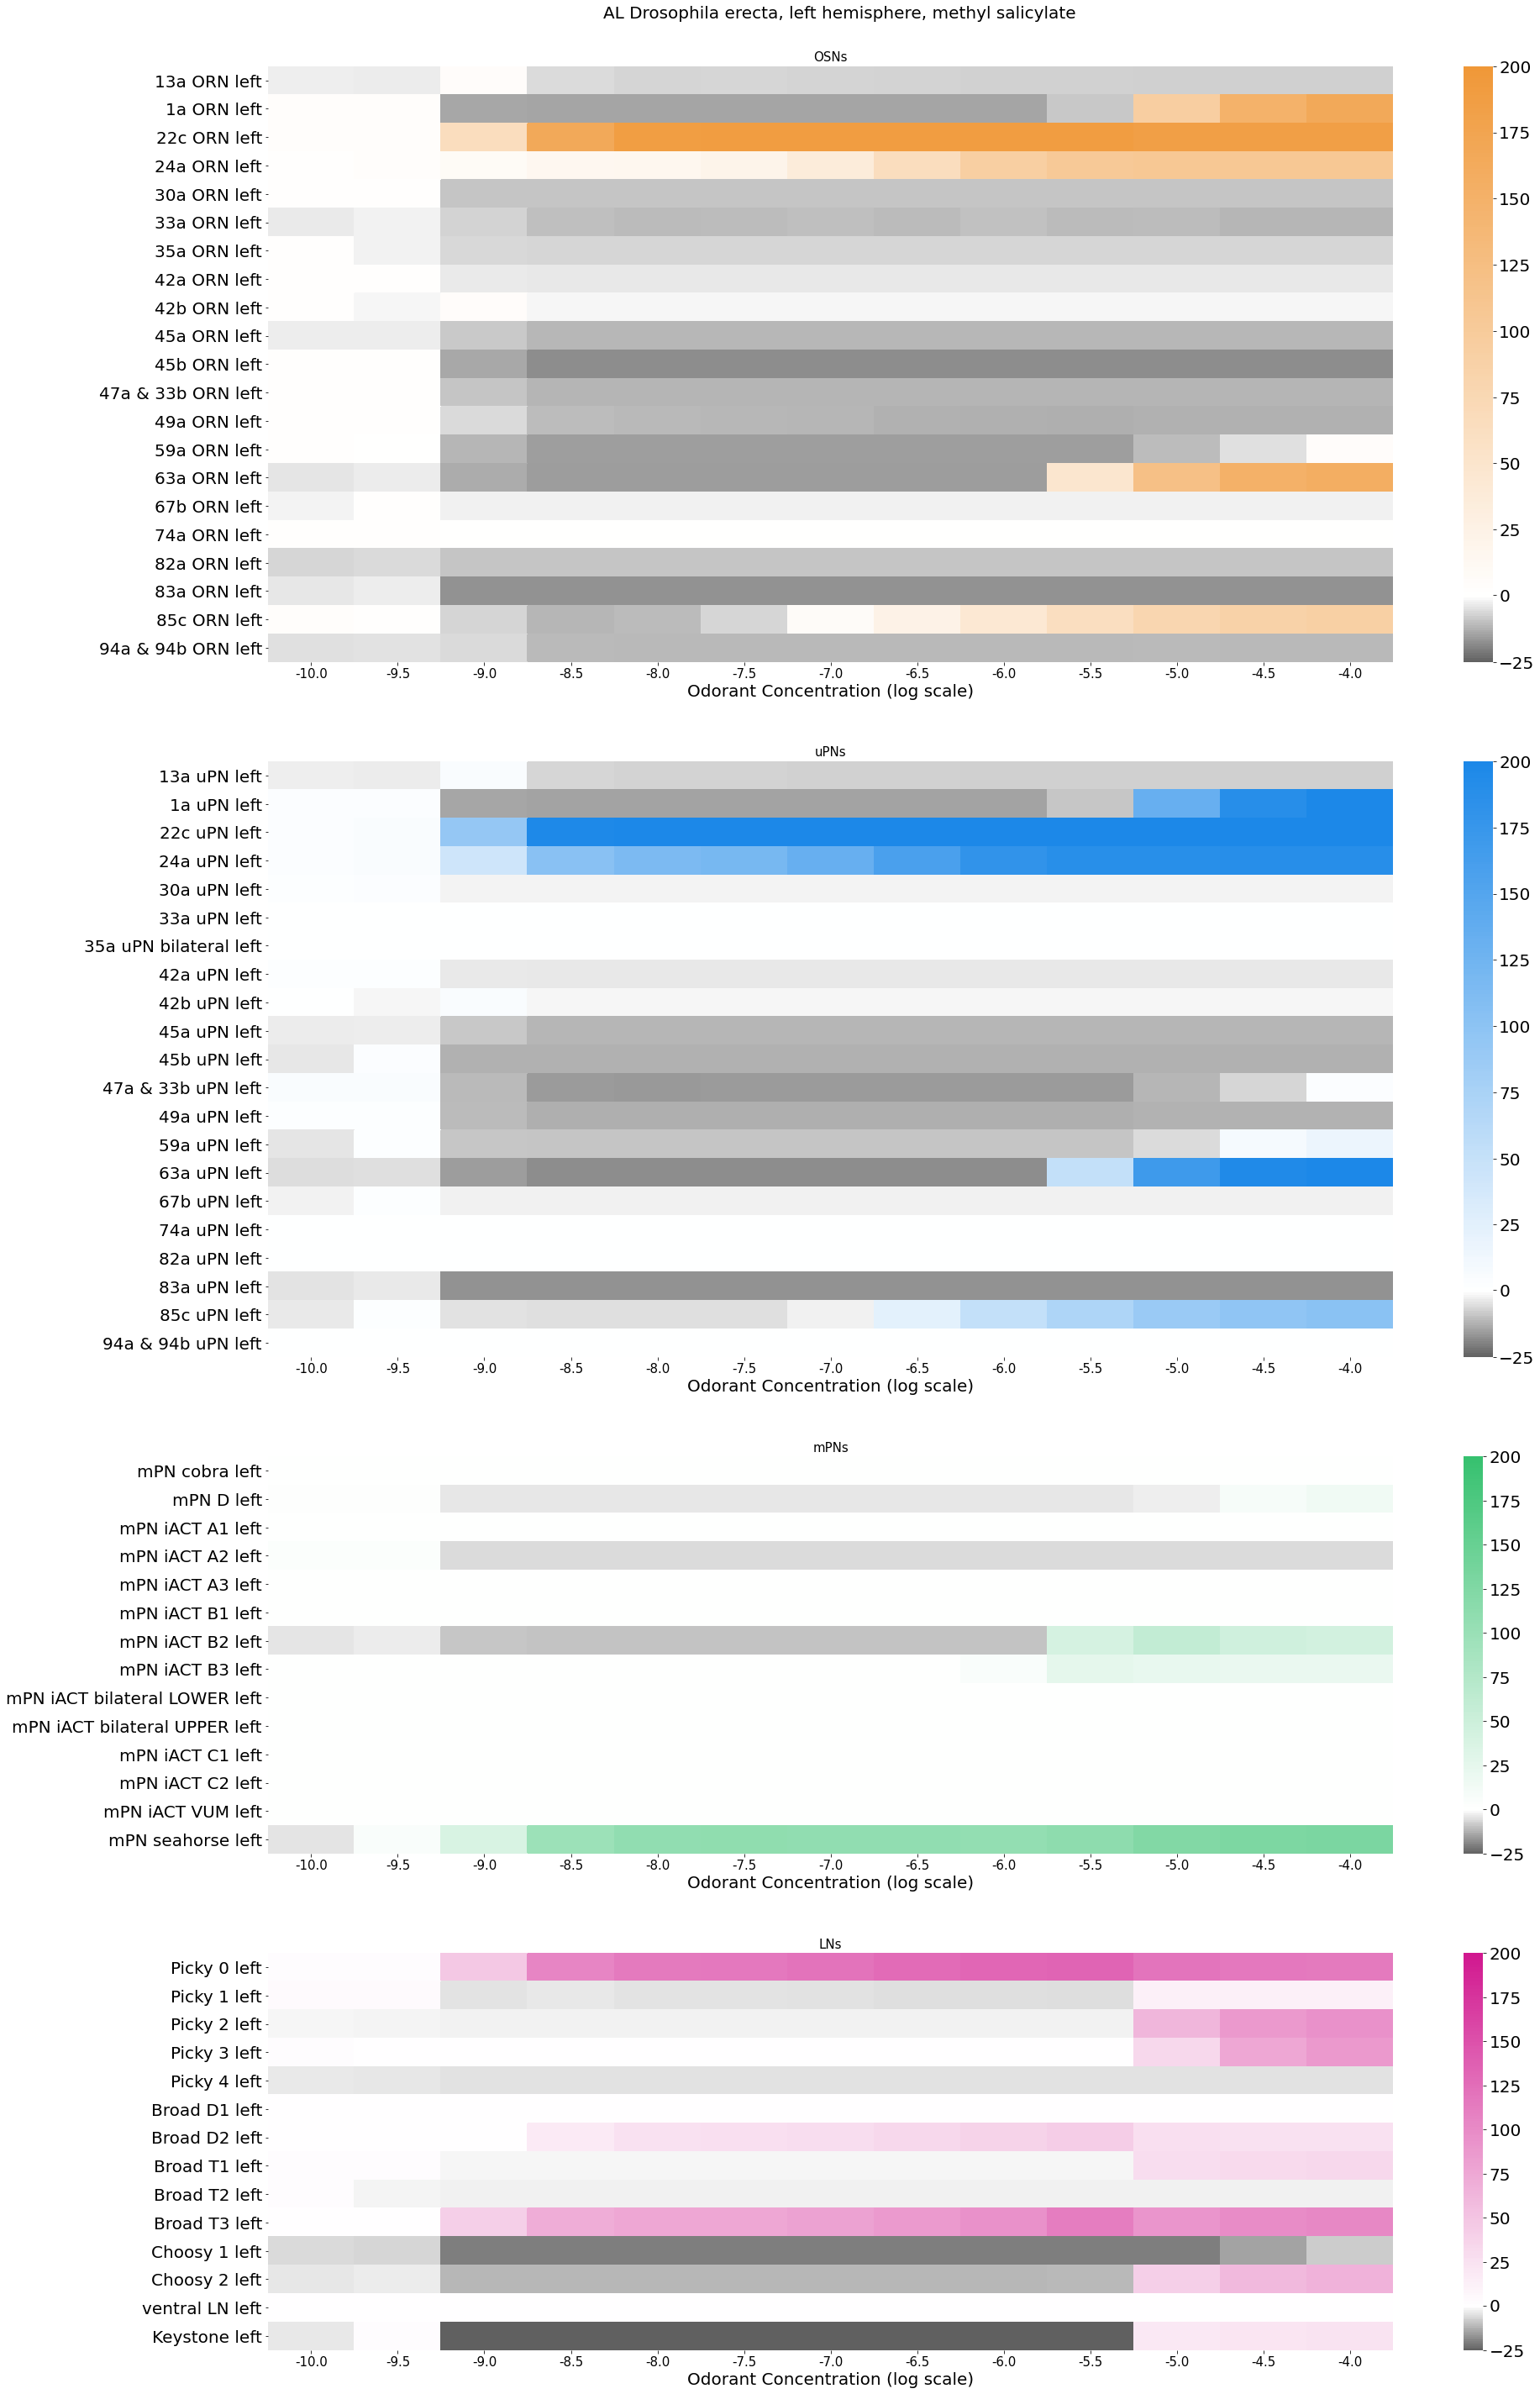 AL Drosophila erecta, left hemisphere, methyl salicylate
OSNs
13a ORN left
1a ORN left
22c ORN left
24a ORN left
30a ORN left
33a ORN left
35a ORN left
42a ORN left
42b ORN left
45a ORN left
45b ORN left
47a & 33b ORN left
49a ORN left
59a ORN left
63a ORN left
67b ORN left
74a ORN left
82a ORN left
83a ORN left
85c ORN left
94a & 94b ORN left
-10.0 -9.5 -9.0 -8.5 -8.0 -7.5 -7.0 -6.5 -6.0 -5.5 -5.0 -4.5 -4.0
Odorant Concentration (log scale)
200
175
150
125
100
75
50
25
0
−25
uPNs
13a uPN left
1a uPN left
22c uPN left
24a uPN left
30a uPN left
33a uPN left
35a uPN bilateral left
42a uPN left
42b uPN left
45a uPN left
45b uPN left
47a & 33b uPN left
49a uPN left
59a uPN left
63a uPN left
67b uPN left
74a uPN left
82a uPN left
83a uPN left
85c uPN left
94a & 94b uPN left
-10.0 -9.5 -9.0 -8.5 -8.0 -7.5 -7.0 -6.5 -6.0 -5.5 -5.0 -4.5 -4.0
Odorant Concentration (log scale)
200
175
150
125
100
75
50
25
0
−25
mPNs
mPN cobra left
mPN D left
mPN iACT A1 left
mPN iACT A2 left
mPN iACT A3 left
mPN iACT B1 left
mPN iACT B2 left
mPN iACT B3 left
mPN iACT bilateral LOWER left
mPN iACT bilateral UPPER left
mPN iACT C1 left
mPN iACT C2 left
mPN iACT VUM left
mPN seahorse left
-10.0 -9.5 -9.0 -8.5 -8.0 -7.5 -7.0 -6.5 -6.0 -5.5 -5.0 -4.5 -4.0
Odorant Concentration (log scale)
200
175
150
125
100
75
50
25
0
−25
LNs
Picky 0 left
Picky 1 left
Picky 2 left
Picky 3 left
Picky 4 left
Broad D1 left
Broad D2 left
Broad T1 left
Broad T2 left
Broad T3 left
Choosy 1 left
Choosy 2 left
ventral LN left
Keystone left
-10.0 -9.5 -9.0 -8.5 -8.0 -7.5 -7.0 -6.5 -6.0 -5.5 -5.0 -4.5 -4.0
Odorant Concentration (log scale)
200
175
150
125
100
75
50
25
0
−25